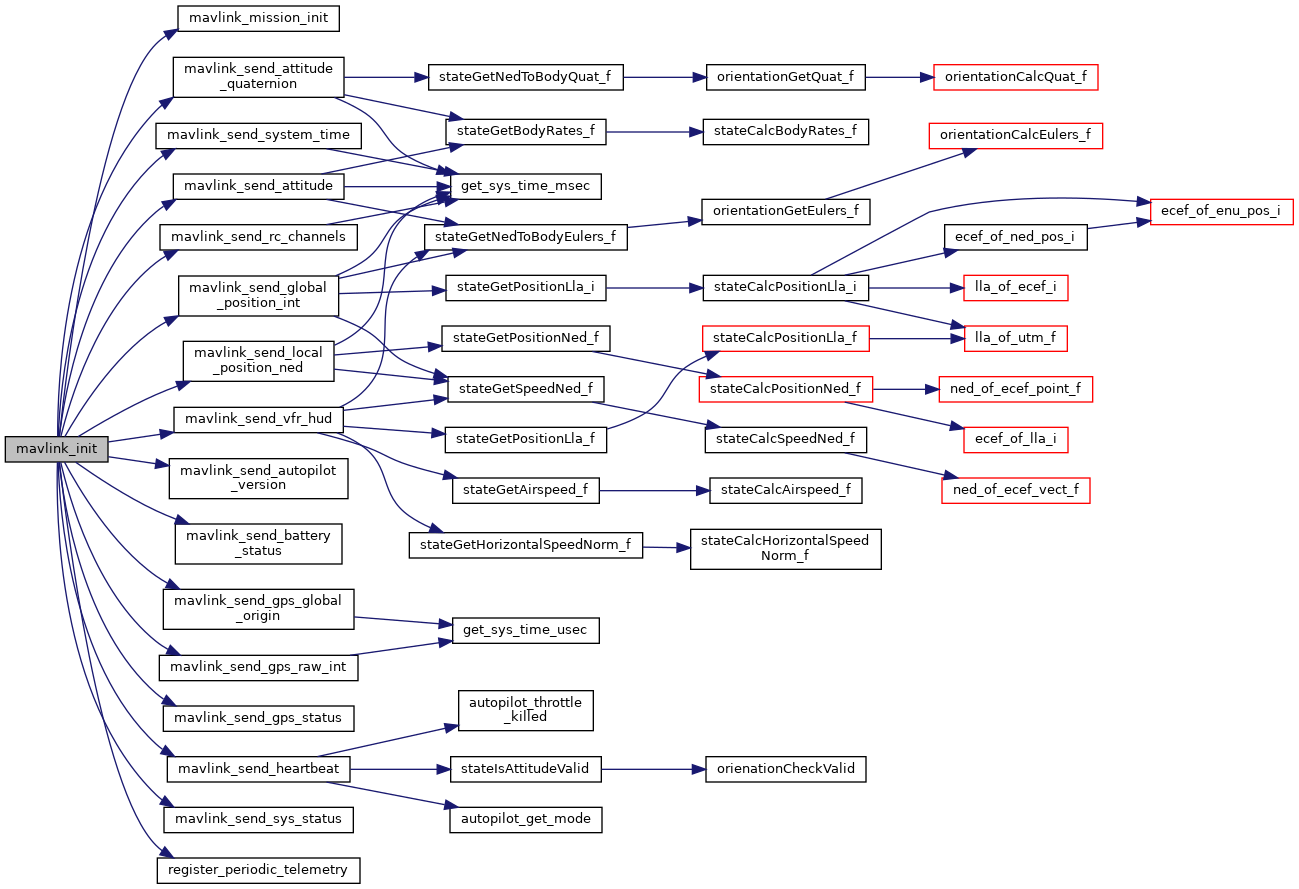 mavlink_init
mavlink_mission_init
mavlink_send_attitude
_quaternion
mavlink_send_system_time
mavlink_send_attitude
mavlink_send_rc_channels
mavlink_send_global
_position_int
mavlink_send_local
_position_ned
mavlink_send_vfr_hud
mavlink_send_autopilot
_version
mavlink_send_battery
_status
mavlink_send_gps_global
_origin
mavlink_send_gps_raw_int
mavlink_send_gps_status
mavlink_send_heartbeat
mavlink_send_sys_status
register_periodic_telemetry
stateGetNedToBodyQuat_f
stateGetBodyRates_f
get_sys_time_msec
stateGetNedToBodyEulers_f
stateGetPositionLla_i
stateGetPositionNed_f
stateGetSpeedNed_f
stateGetPositionLla_f
stateGetAirspeed_f
stateGetHorizontalSpeedNorm_f
get_sys_time_usec
autopilot_throttle
_killed
stateIsAttitudeValid
autopilot_get_mode
orientationGetQuat_f
stateCalcBodyRates_f
orientationGetEulers_f
stateCalcPositionLla_i
stateCalcPositionLla_f
stateCalcPositionNed_f
stateCalcSpeedNed_f
stateCalcAirspeed_f
stateCalcHorizontalSpeed
Norm_f
orienationCheckValid
orientationCalcQuat_f
orientationCalcEulers_f
ecef_of_ned_pos_i
lla_of_ecef_i
lla_of_utm_f
ned_of_ecef_point_f
ecef_of_lla_i
ned_of_ecef_vect_f
ecef_of_enu_pos_i